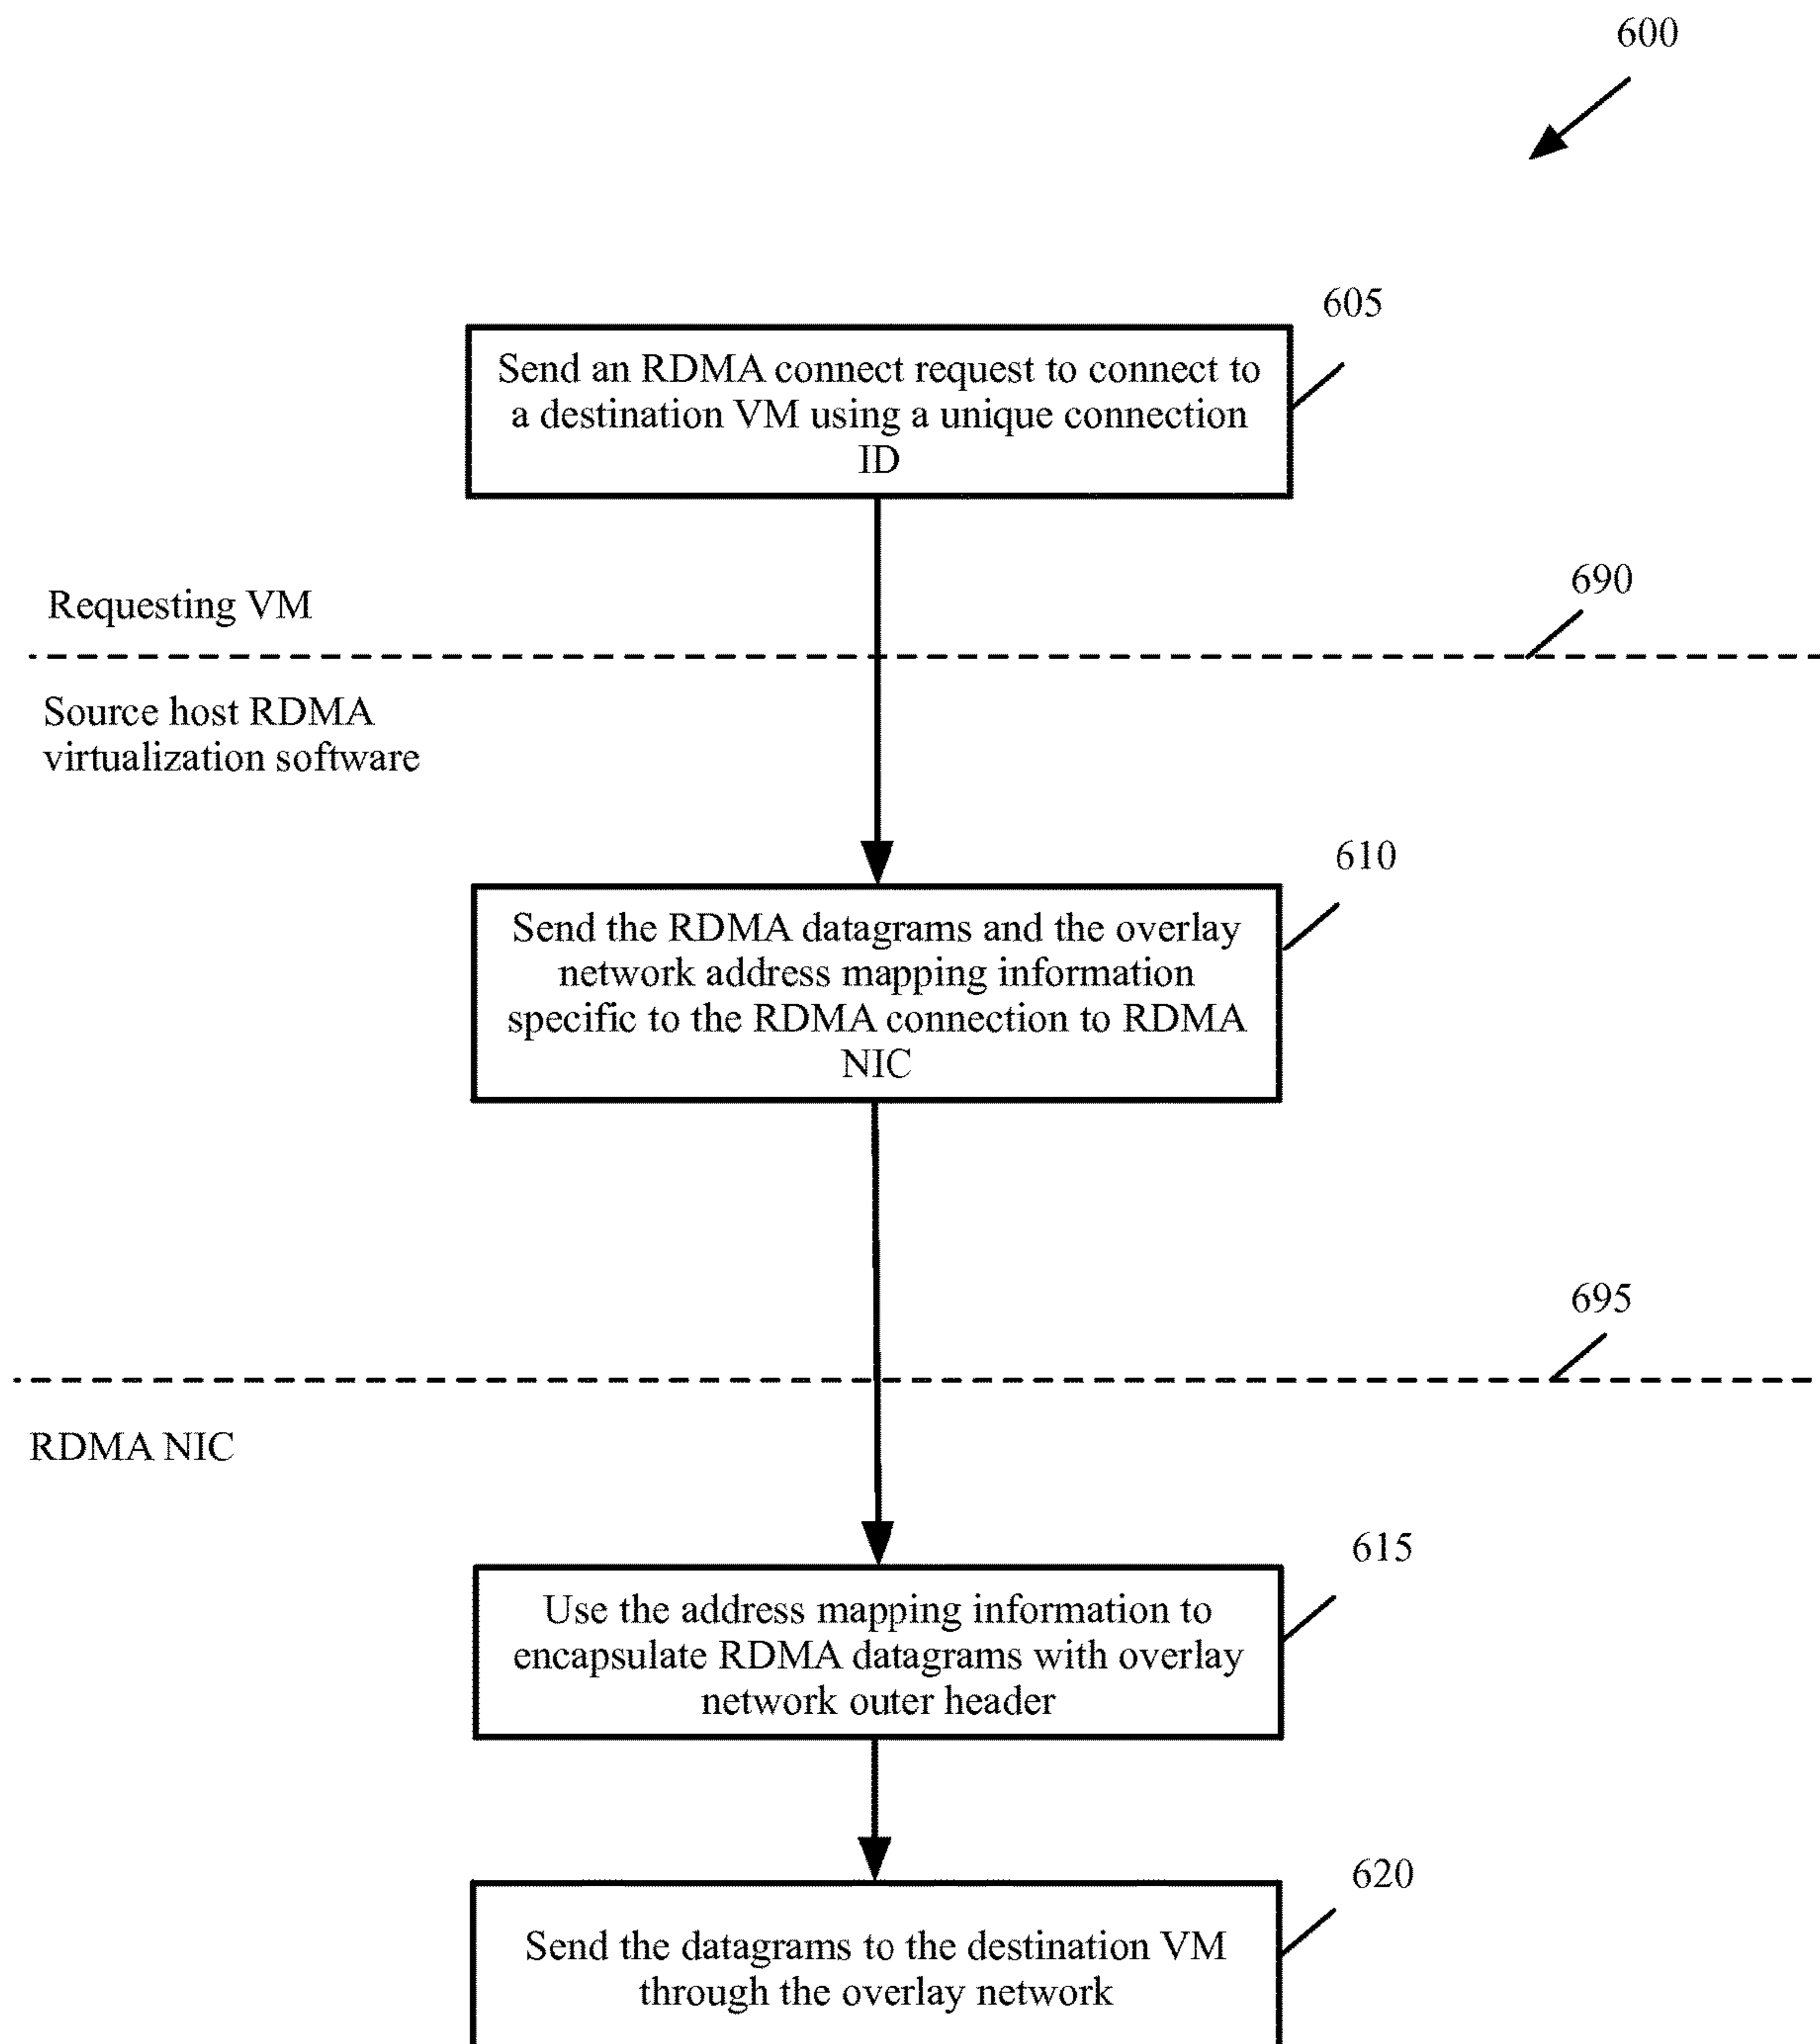 600
605
Send an RDMA connect request to connect to
a destination VM using a unique connection
ID
690
Requesting VM
Source host RDMA
virtualization software
610
Send the RDMA datagrams and the overlay
network address mapping information
specific to the RDMA connection to RDMA
NIC
695
RDMA NIC
615
Use the address mapping information to
encapsulate RDMA datagrams with overlay
network outer header
620
Send the datagrams to the destination VM
through the overlay network